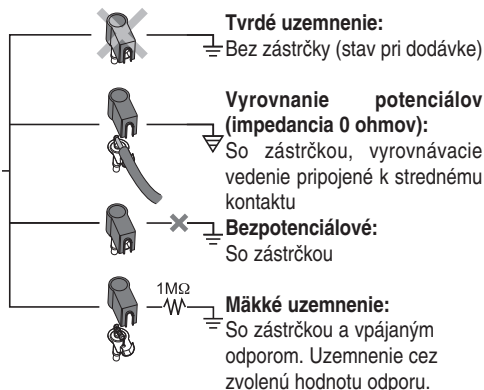 Tvrdé uzemnenie:
Bez zástrčky (stav pri dodávke)
Vyrovnanie potenciálov
(impedancia 0 ohmov):
So zástrčkou, vyrovnávacie
vedenie pripojené k strednému
kontaktu
Bezpotenciálové:
So zástrčkou
1MΩ
Mäkké uzemnenie:
So zástrčkou a vpájaným
odporom. Uzemnenie cez
zvolenú hodnotu odporu.